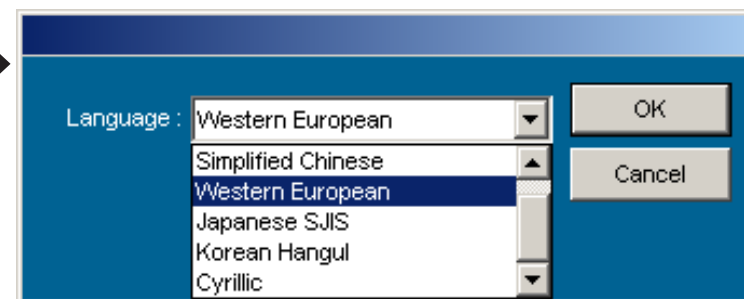 Language : Western European
OK
Simplified Chinese
Cancel
Western European
Japanese SJIS
Korean Hangul
Cyrillic